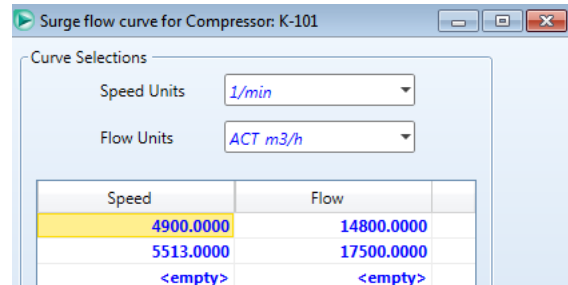 Surge flow curve for Compressor: K-101
Curve Selections
Speed Units 1/min
Flow Units ACT m3/h
Speed Flow
4900.0000 14800.0000
5513.0000 17500.0000
<empty> <empty>